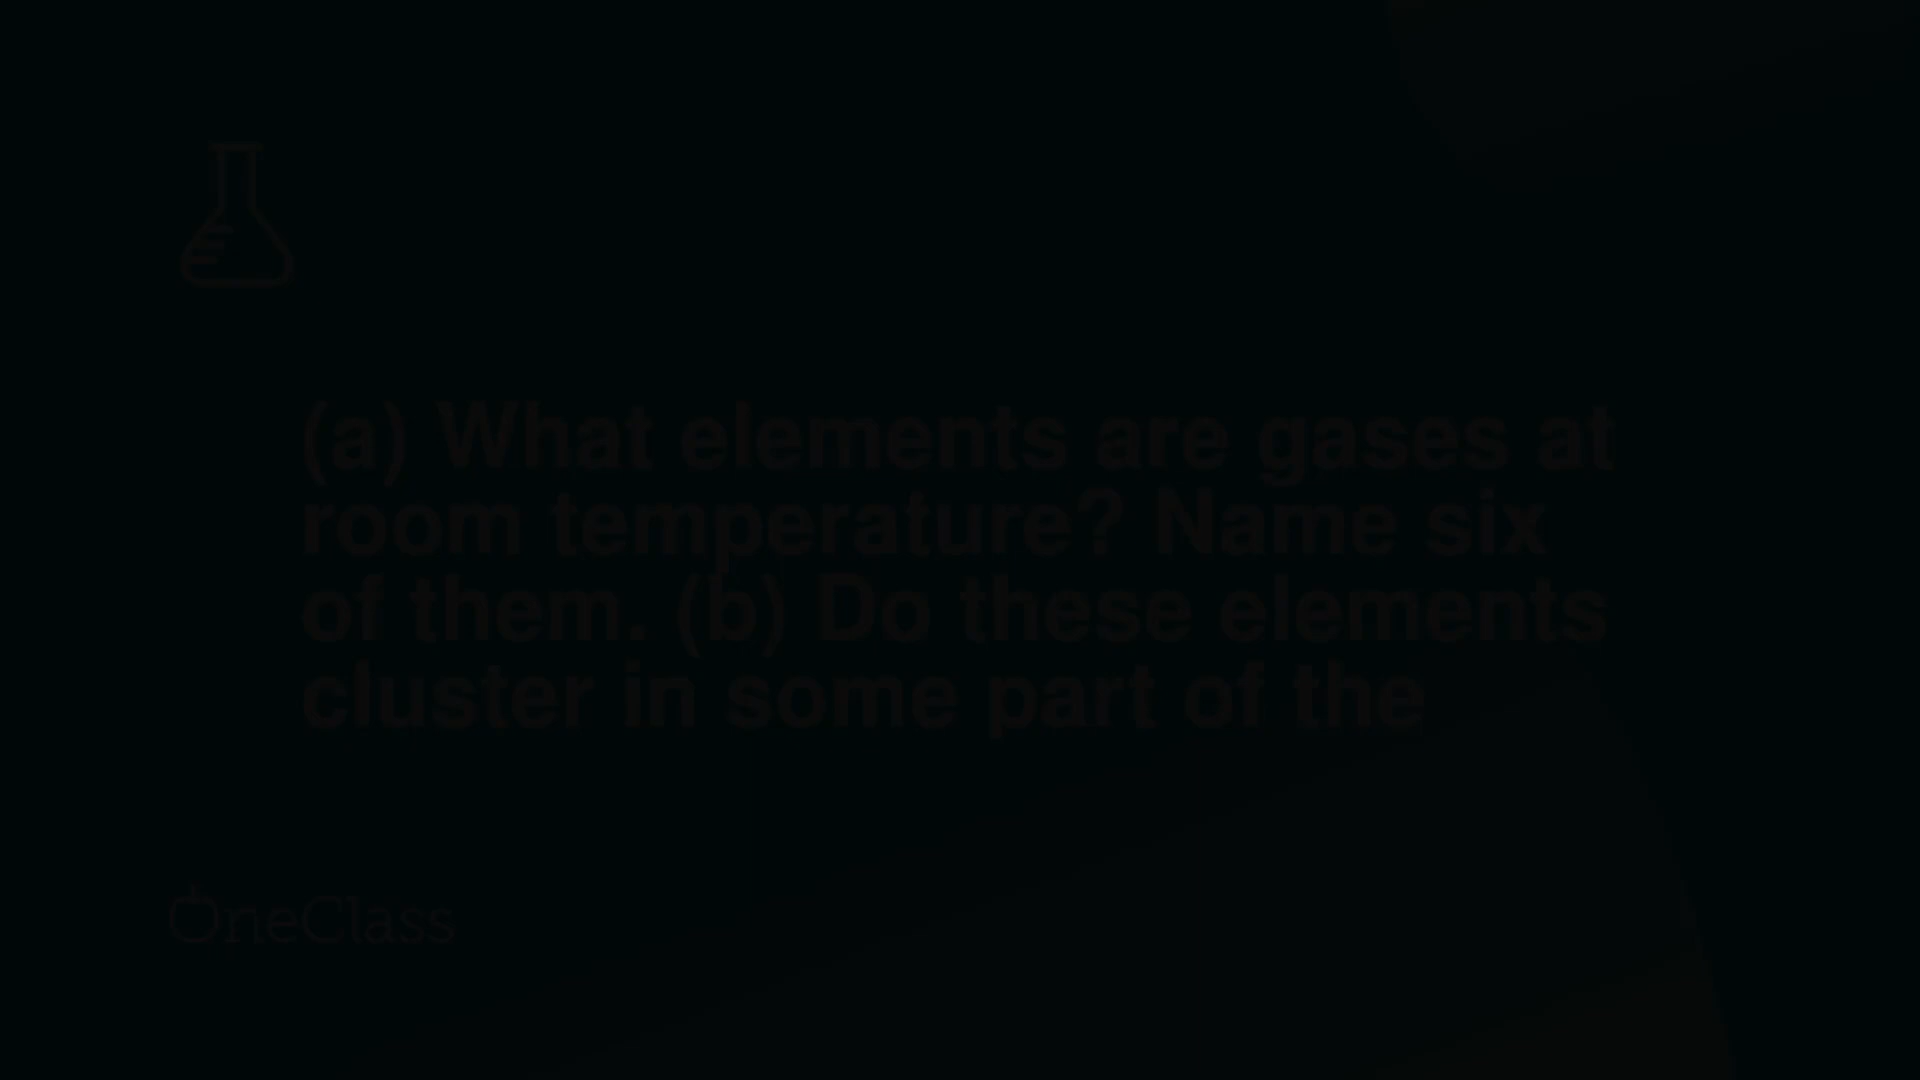 (a) What elements are gases at
room temperature? Name six
of them. (b) Do these elements
cluster in some part of the
OneClass